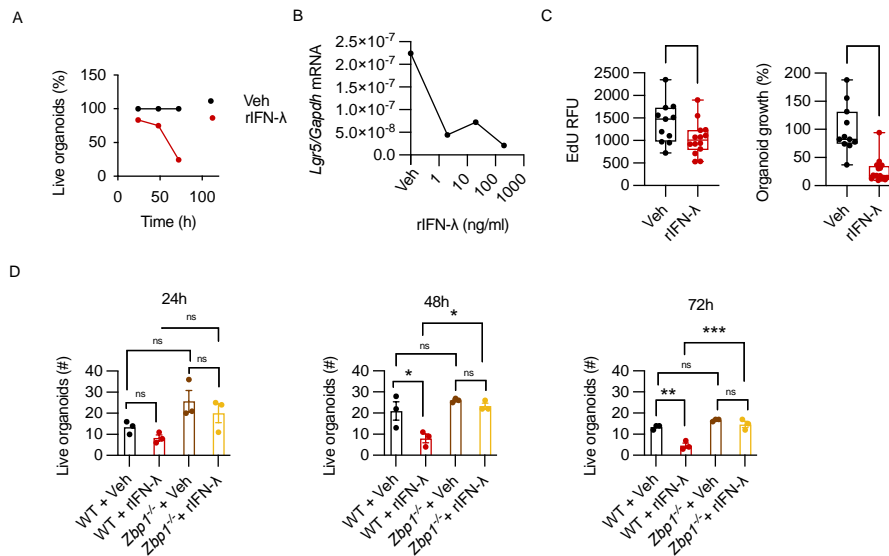 A
Live organoids (%)
150
100
50
0
0
50
100
Time (h)
Veh
rIFN-λ
B
Lgr5/Gapdh mRNA
2.5×10⁻⁷
2.0×10⁻⁷
1.5×10⁻⁷
1.0×10⁻⁷
5.0×10⁻⁸
0.0
Veh
1
10
100
1000
rIFN-λ (ng/ml)
C
EdU RFU
2500
2000
1500
1000
500
0
Veh
rIFN-λ
Organoid growth (%)
200
150
100
50
0
Veh
rIFN-λ
D
24h
ns
ns
ns
ns
Live organoids (#)
40
30
20
10
0
WT + Veh
WT + rIFN-λ
Zbp1⁻/⁻ + Veh
Zbp1⁻/⁻ + rIFN-λ
48h
*
ns
*
ns
Live organoids (#)
40
30
20
10
0
WT + Veh
WT + rIFN-λ
Zbp1⁻/⁻ + Veh
Zbp1⁻/⁻ + rIFN-λ
72h
***
ns
**
ns
Live organoids (#)
40
30
20
10
0
WT + Veh
WT + rIFN-λ
Zbp1⁻/⁻ + Veh
Zbp1⁻/⁻ + rIFN-λ